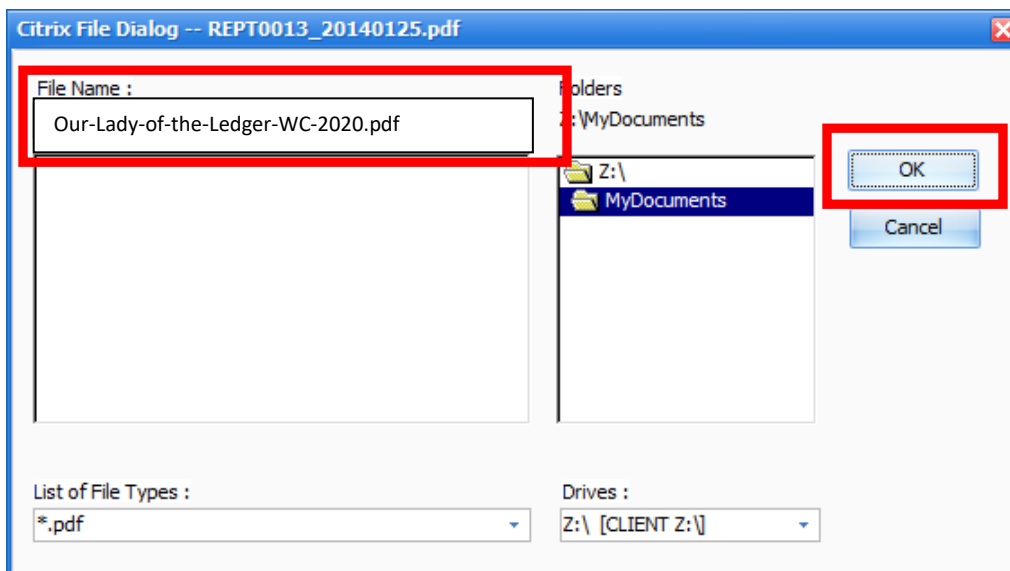 Citrix File Dialog -- REPT0013_20140125.pdf
File Name :
Our-Lady-of-the-Ledger-WC-2020.pdf
Folders
Z:\MyDocuments
Z:\
MyDocuments
OK
Cancel
List of File Types :
*.pdf
Drives :
Z:\ [CLIENT Z:\]